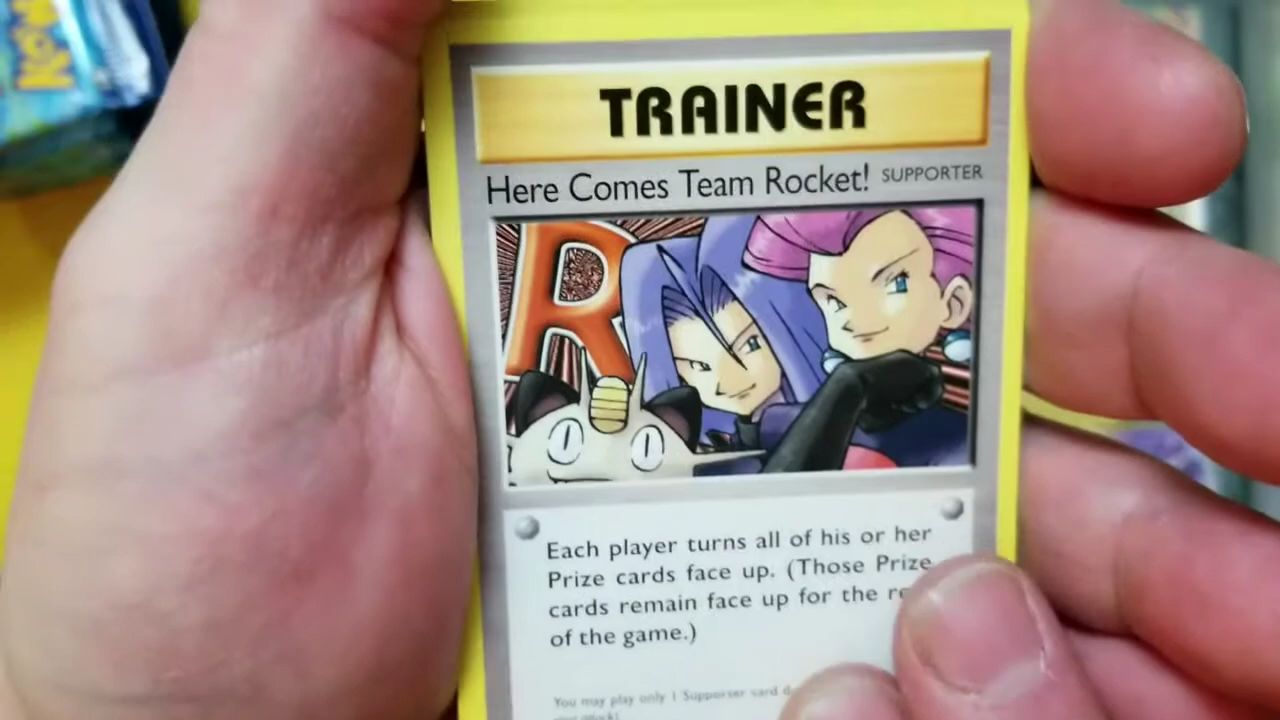 TRAINER
Here Comes Team Rocket! SUPPORTER
R
Each player turns all of his or her
Prize cards face up. (Those Prize
cards remain face up for the
of the game.)
You may play only 1 Supporter card